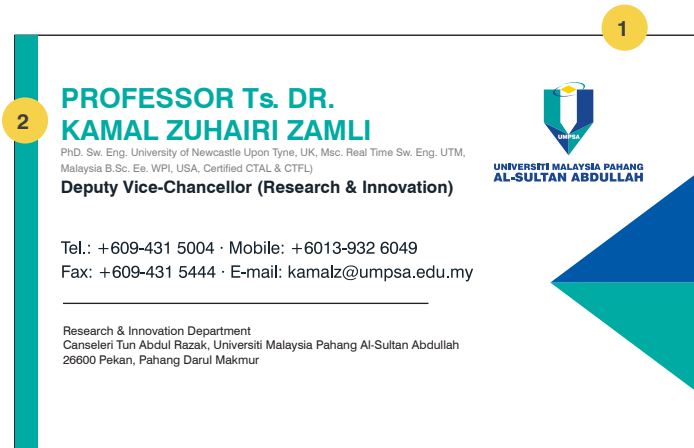 1
2
PROFESSOR Ts. DR.
KAMAL ZUHAIRI ZAMLI
PhD. Sw. Eng. University of Newcastle Upon Tyne, UK, Msc. Real Time Sw. Eng. UTM,
Malaysia B.Sc. Ee. WPI, USA, Certified CTAL & CTFL)
Deputy Vice-Chancellor (Research & Innovation)
UMPSA
UNIVERSITI MALAYSIA PAHANG
AL-SULTAN ABDULLAH
Tel.: +609-431 5004 · Mobile: +6013-932 6049
Fax: +609-431 5444 · E-mail: kamalz@umpsa.edu.my
Research & Innovation Department
Canseleri Tun Abdul Razak, Universiti Malaysia Pahang Al-Sultan Abdullah
26600 Pekan, Pahang Darul Makmur